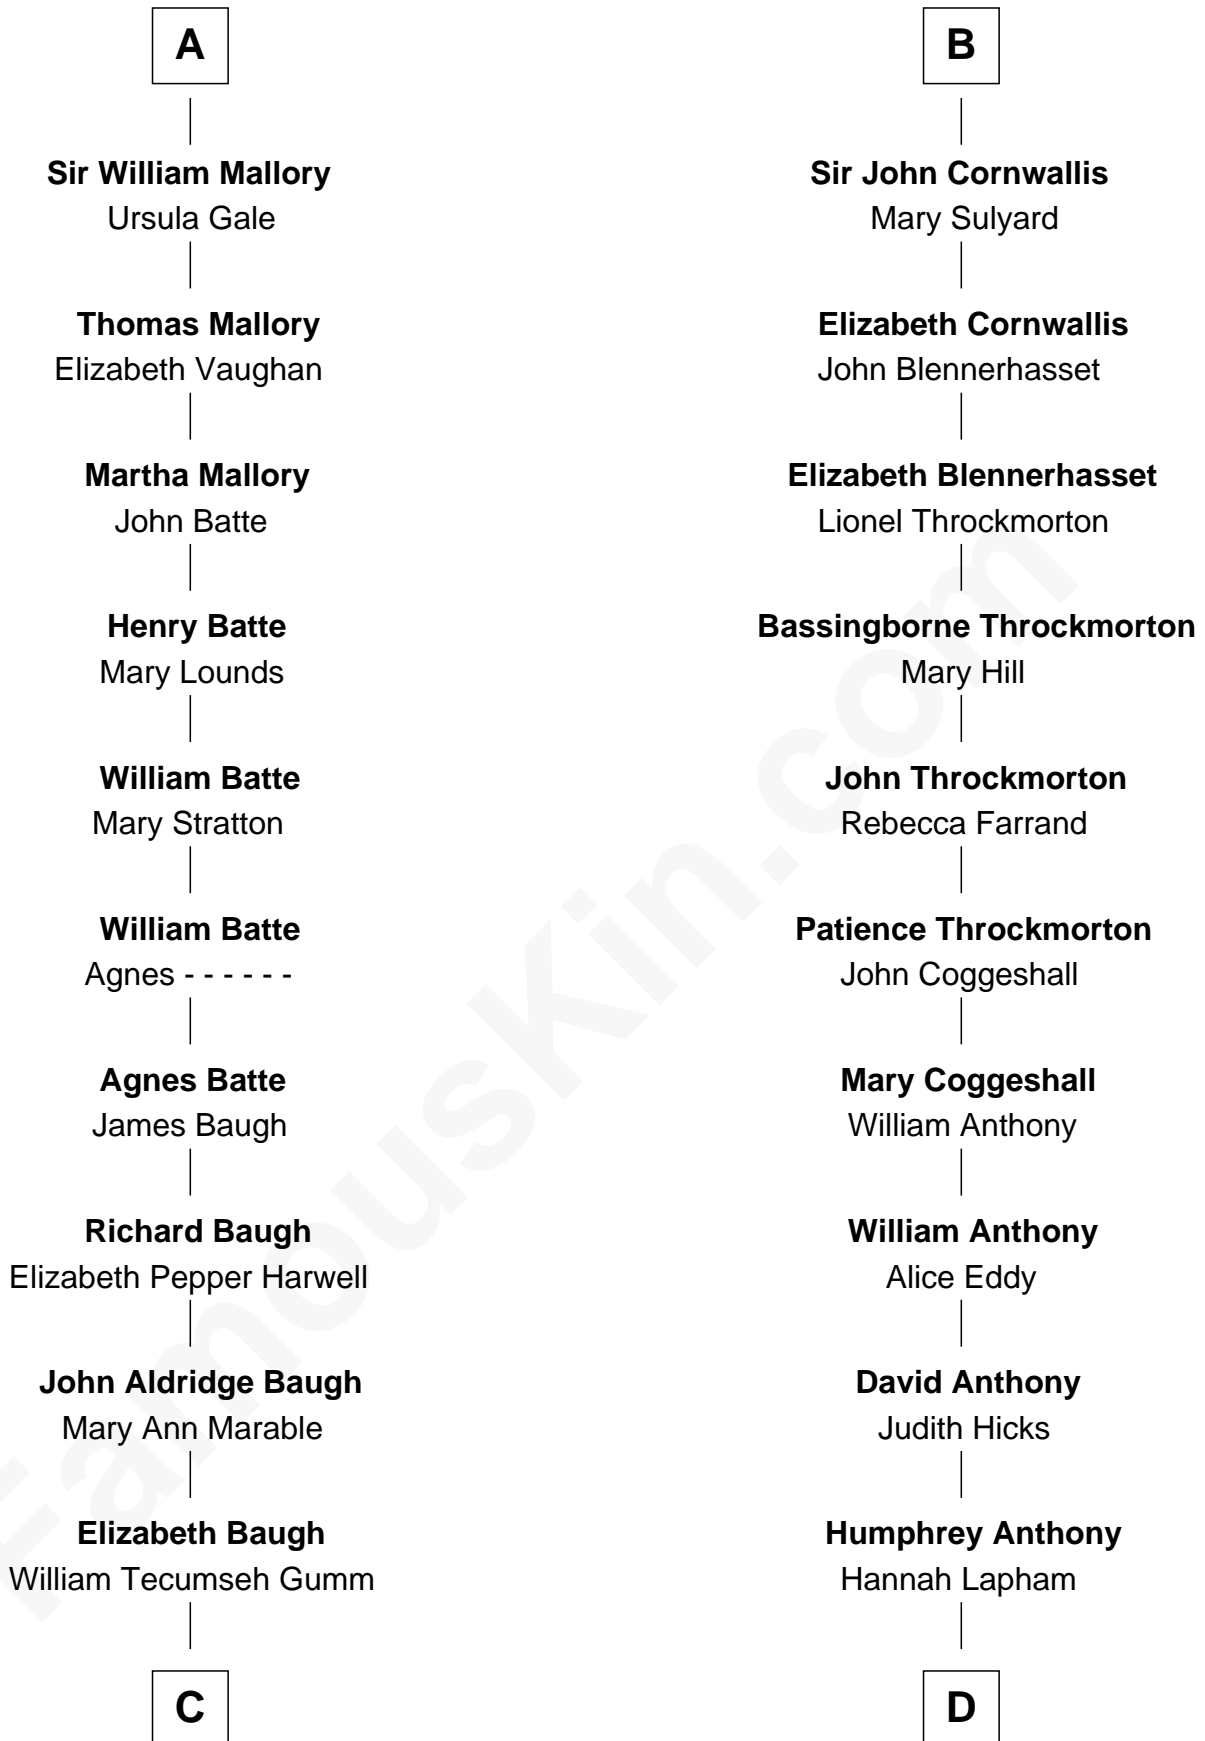 A
Sir William Mallory
Ursula Gale
Thomas Mallory
Elizabeth Vaughan
Martha Mallory
John Batte
Henry Batte
Mary Lounds
William Batte
Mary Stratton
William Batte
Agnes - - - - - -
Agnes Batte
James Baugh
Richard Baugh
Elizabeth Pepper Harwell
John Aldridge Baugh
Mary Ann Marable
Elizabeth Baugh
William Tecumseh Gumm
C
B
Sir John Cornwallis
Mary Sulyard
Elizabeth Cornwallis
John Blennerhasset
Elizabeth Blennerhasset
Lionel Throckmorton
Bassingborne Throckmorton
Mary Hill
John Throckmorton
Rebecca Farrand
Patience Throckmorton
John Coggeshall
Mary Coggeshall
William Anthony
William Anthony
Alice Eddy
David Anthony
Judith Hicks
Humphrey Anthony
Hannah Lapham
D
FamousKin.com